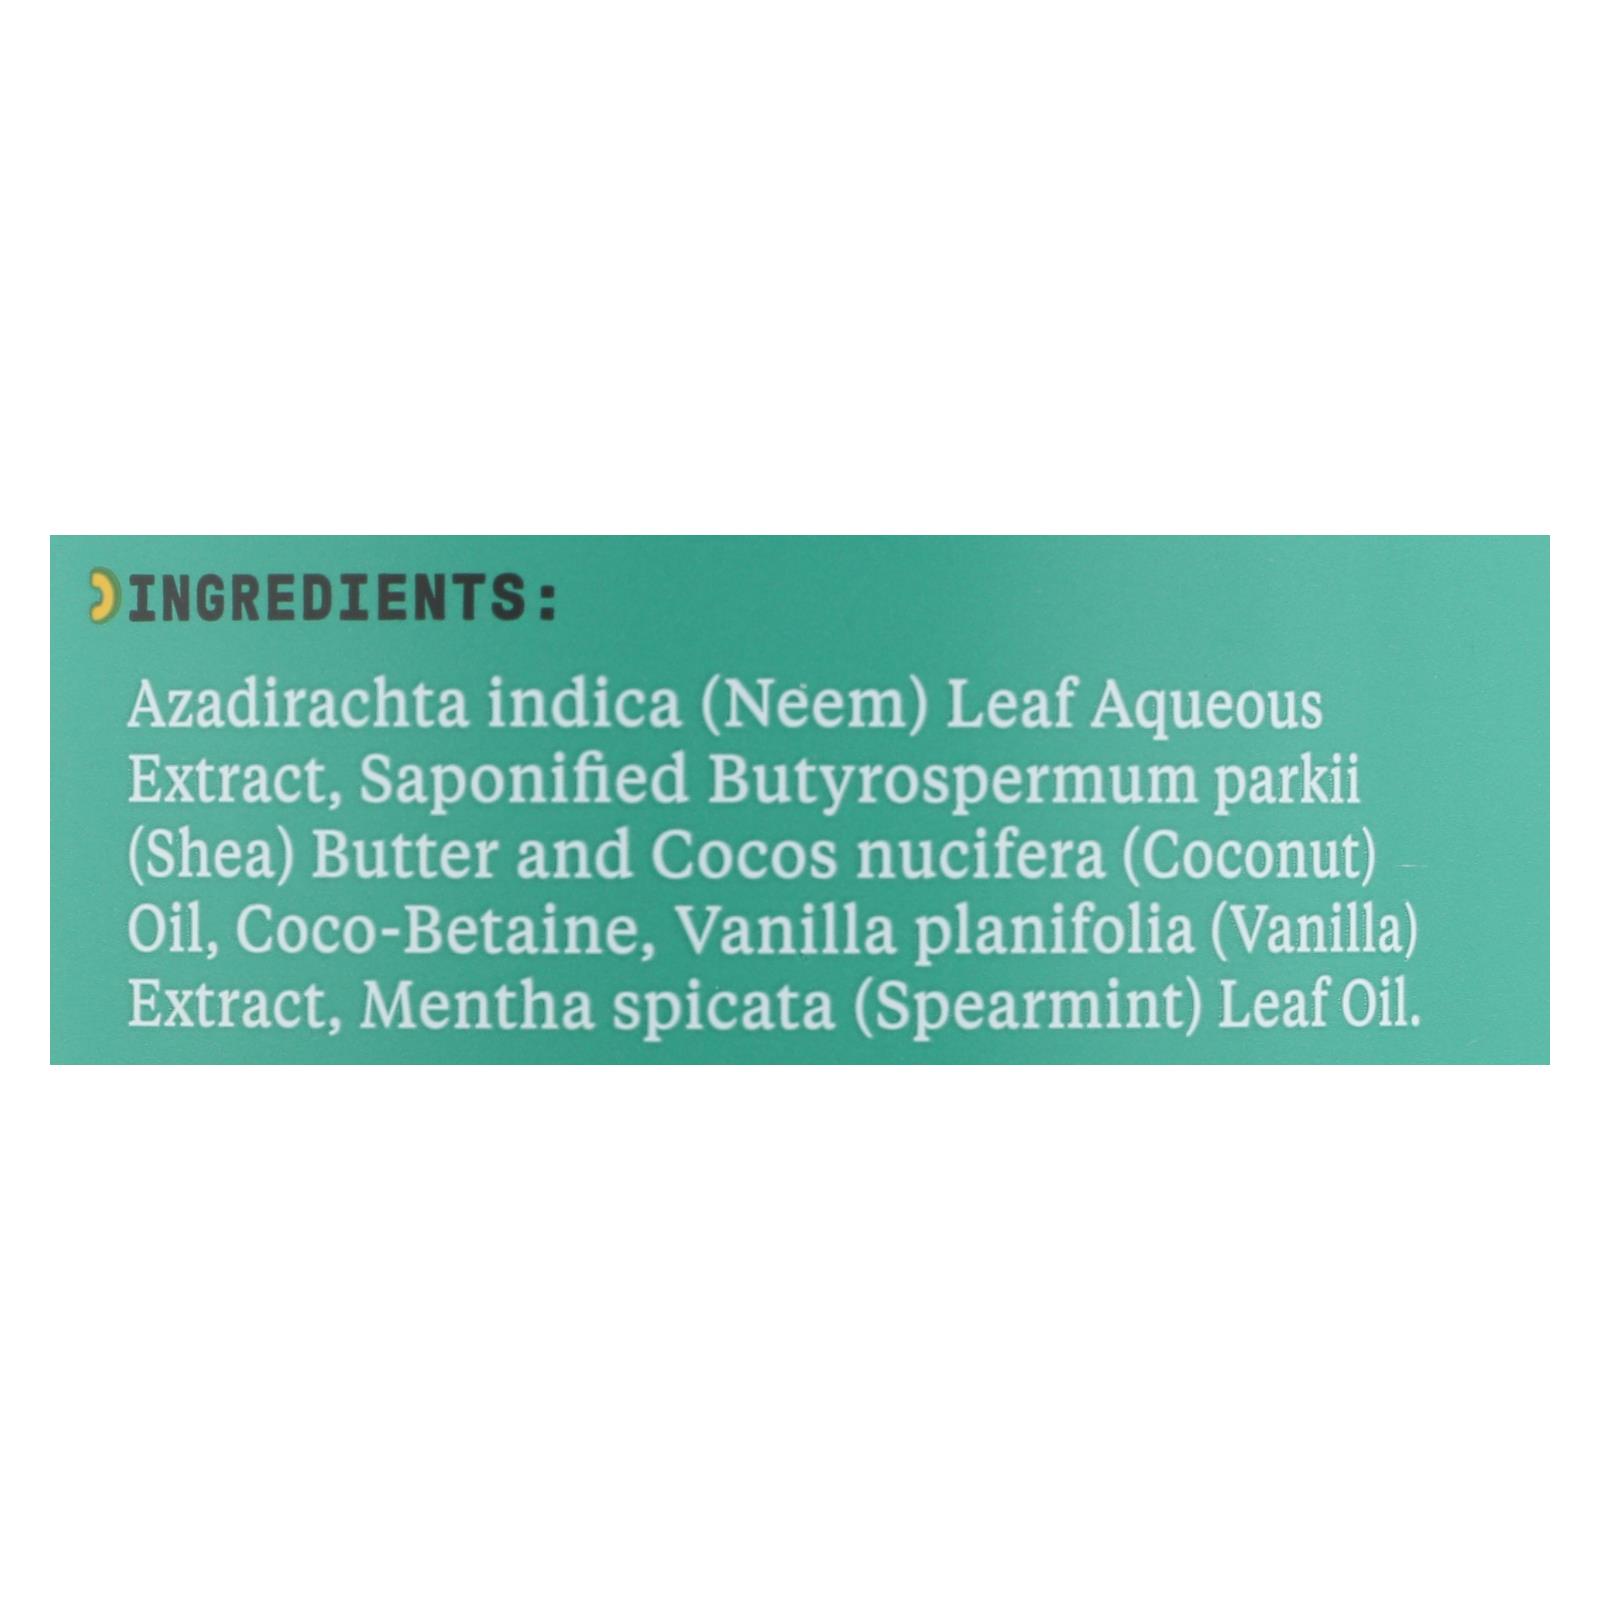 INGREDIENTS:
Azadirachta indica (Neem) Leaf Aqueous
Extract, Saponified Butyrospermum parkii
(Shea) Butter and Cocos nucifera (Coconut)
Oil, Coco-Betaine, Vanilla planifolia (Vanilla)
Extract, Mentha spicata (Spearmint) Leaf Oil.